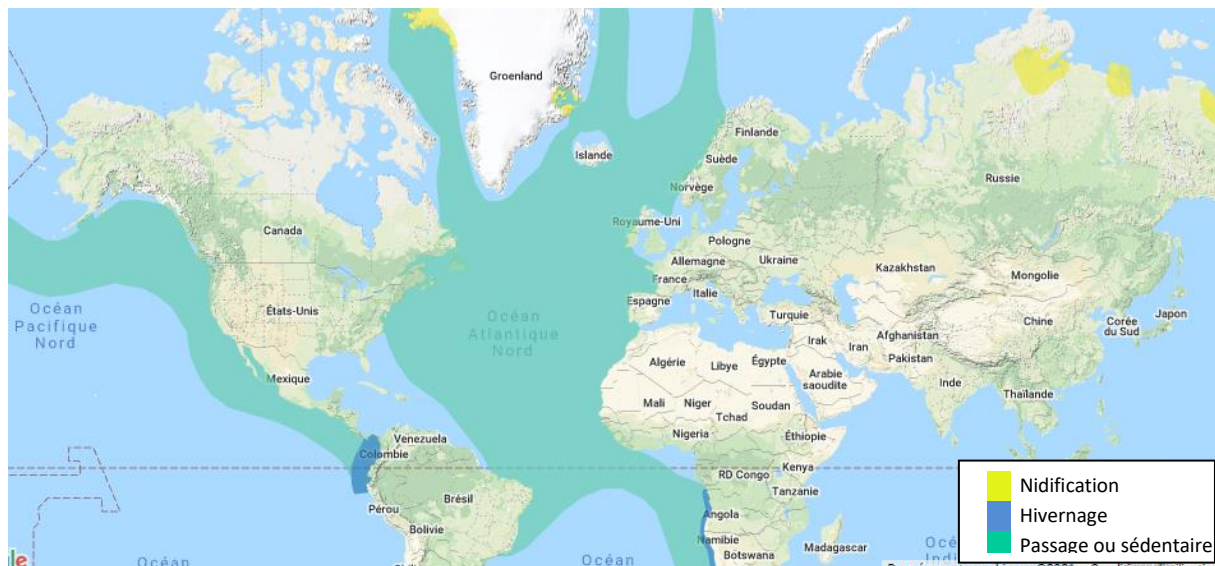 Groenland
Islande
Finlande
Suède
Norvège
Russie
Royaume-Uni
Canada
Pologne
Allemagne
Ukraine
France
Kazakhstan
Mongolie
Italie
Espagne
Océan
Pacifique
Nord
États-Unis
Océan
Atlantique
Nord
Turquie
Chine
Corée
du Sud
Japon
Irak
Iran
Afghanistan
Pakistan
Algérie
Libye
Égypte
Arabie
saoudite
Inde
Mexique
Mali
Niger
Soudan
Tchad
Thaïlande
Venezuela
Nigeria
Éthiopie
Colombie
Kenya
RD Congo
Tanzanie
Nidification
Brésil
Pérou
Angola
Hivernage
Bolivie
Namibie
Botswana
Madagascar
Passage ou sédentaire
Océan
Océan